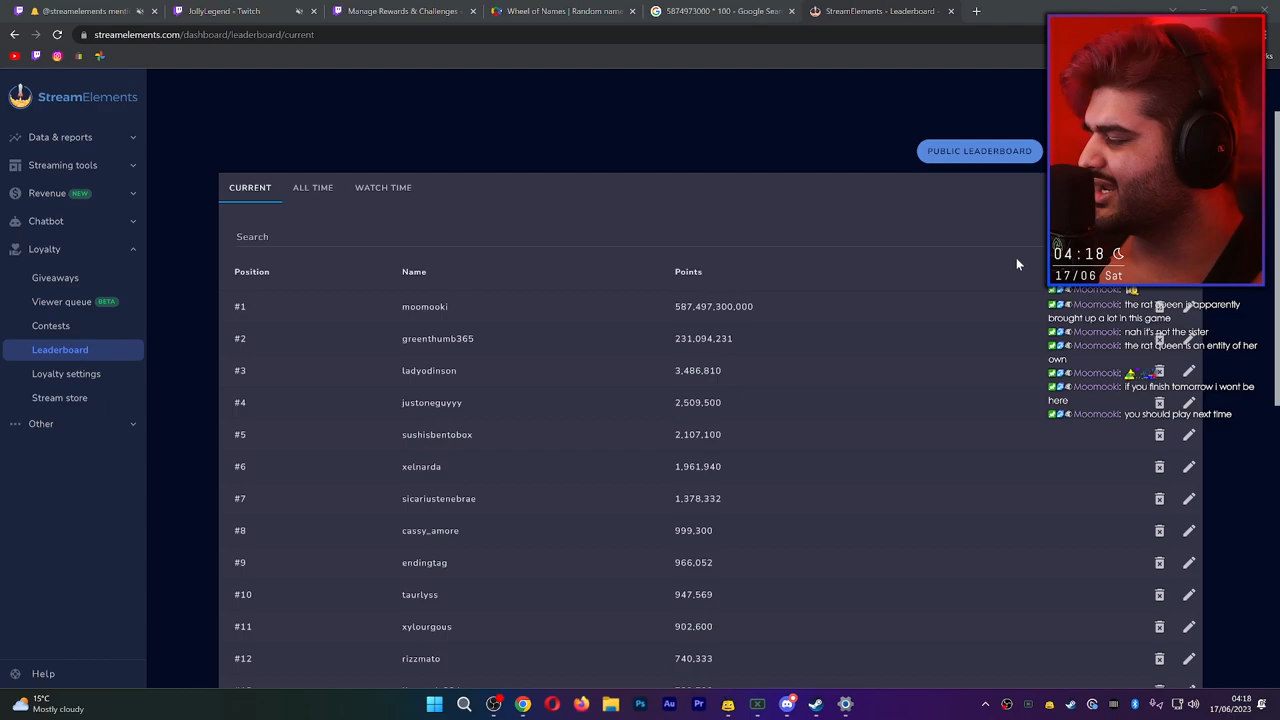 JollyLegend - Twitch
Manage Rewards & Challenges
Wheel of Names | Random name
5874973000 * 100 - Google Search
StreamElements - Leaderboard
streamelements.com/dashboard/leaderboard/current
StreamElements
Data & reports
Streaming tools
Revenue NEW
Chatbot
Loyalty
Giveaways
Viewer queue BETA
Contests
Leaderboard
Loyalty settings
Stream store
Other
Help
PUBLIC LEADERBOARD
CURRENT ALL TIME WATCH TIME
Search
Position Name Points
#1 moomooki 587,497,300,000
#2 greenthumb365 231,094,231
#3 ladyodinson 3,486,810
#4 justoneguyyy 2,509,500
#5 sushisbentobox 2,107,100
#6 xelnarda 1,961,940
#7 sicariustenebrae 1,378,332
#8 cassy_amore 999,300
#9 endingtag 966,052
#10 taurlyss 947,569
#11 xylourgous 902,600
#12 rizzmato 740,333
04:18
17/06 Sat
Moomooki:
Moomooki: the rat queen is apparently
brought up a lot in this game
Moomooki: nah it's not the sister
Moomooki: the rat queen is an entity of her
own
Moomooki:
Moomooki: if you finish tomorrow i wont be
here
Moomooki: you should play next time
15°C
Mostly cloudy
Ps
Au
Pr
04:18
17/06/2023